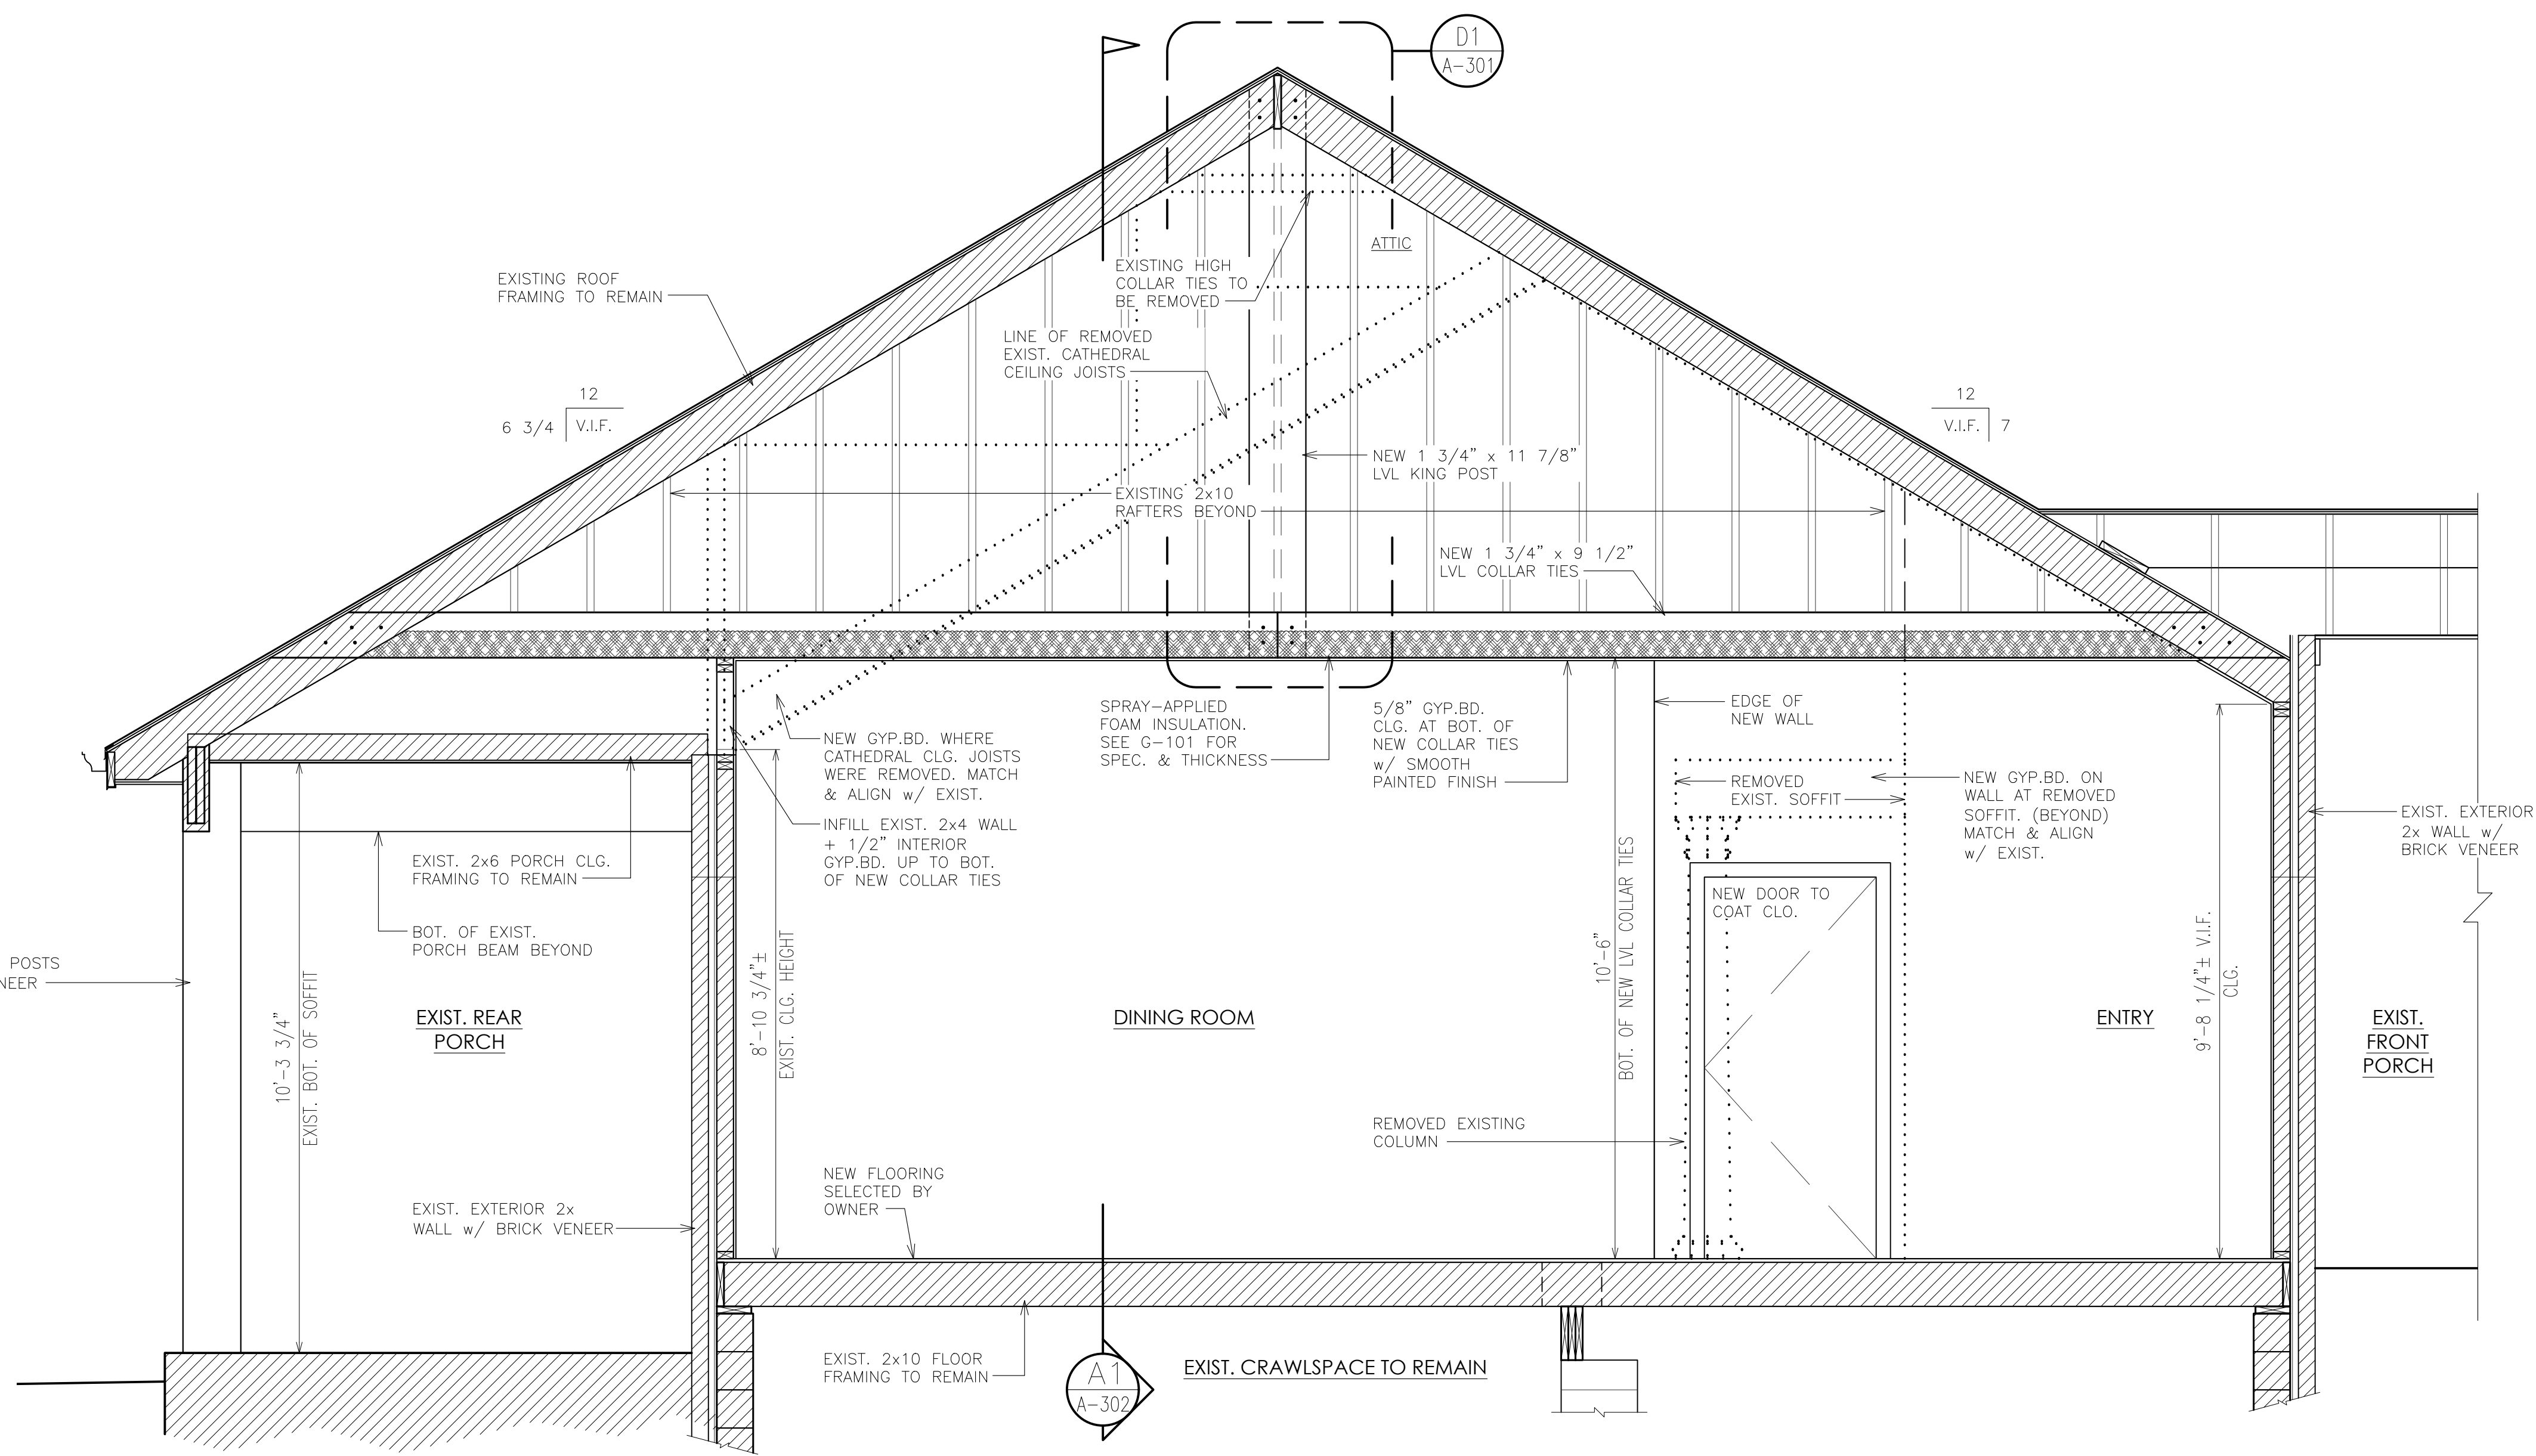 D1
A-301
ATTIC
EXISTING ROOF
FRAMING TO REMAIN
EXISTING HIGH
COLLAR TIES TO
BE REMOVED
LINE OF REMOVED
EXIST. CATHEDRAL
CEILING JOISTS
12
6 3/4
V.I.F.
12
V.I.F.
7
NEW 1 3/4" x 11 7/8"
LVL KING POST
EXISTING 2x10
RAFTERS BEYOND
NEW 1 3/4" x 9 1/2"
LVL COLLAR TIES
SPRAY-APPLIED
FOAM INSULATION.
SEE G-101 FOR
SPEC. & THICKNESS
5/8" GYP.BD.
CLG. AT BOT. OF
NEW COLLAR TIES
w/ SMOOTH
PAINTED FINISH
EDGE OF
NEW WALL
NEW GYP.BD. WHERE
CATHEDRAL CLG. JOISTS
WERE REMOVED. MATCH
& ALIGN w/ EXIST.
REMOVED
EXIST. SOFFIT
NEW GYP.BD. ON
WALL AT REMOVED
SOFFIT. (BEYOND)
MATCH & ALIGN
w/ EXIST.
EXIST. EXTERIOR
2x WALL w/
BRICK VENEER
INFILL EXIST. 2x4 WALL
+ 1/2" INTERIOR
GYP.BD. UP TO BOT.
OF NEW COLLAR TIES
EXIST. 2x6 PORCH CLG.
FRAMING TO REMAIN
NEW DOOR TO
COAT CLO.
BOT. OF EXIST.
PORCH BEAM BEYOND
POSTS
NEER
10'-3 3/4"
EXIST. BOT. OF SOFFIT
EXIST. REAR
PORCH
8'-10 3/4"±
EXIST. CLG. HEIGHT
DINING ROOM
10'-6"
BOT. OF NEW LVL COLLAR TIES
ENTRY
9'-8 1/4"± V.I.F.
CLG.
EXIST.
FRONT
PORCH
REMOVED EXISTING
COLUMN
NEW FLOORING
SELECTED BY
OWNER
EXIST. EXTERIOR 2x
WALL w/ BRICK VENEER
EXIST. 2x10 FLOOR
FRAMING TO REMAIN
A1
A-302
EXIST. CRAWLSPACE TO REMAIN